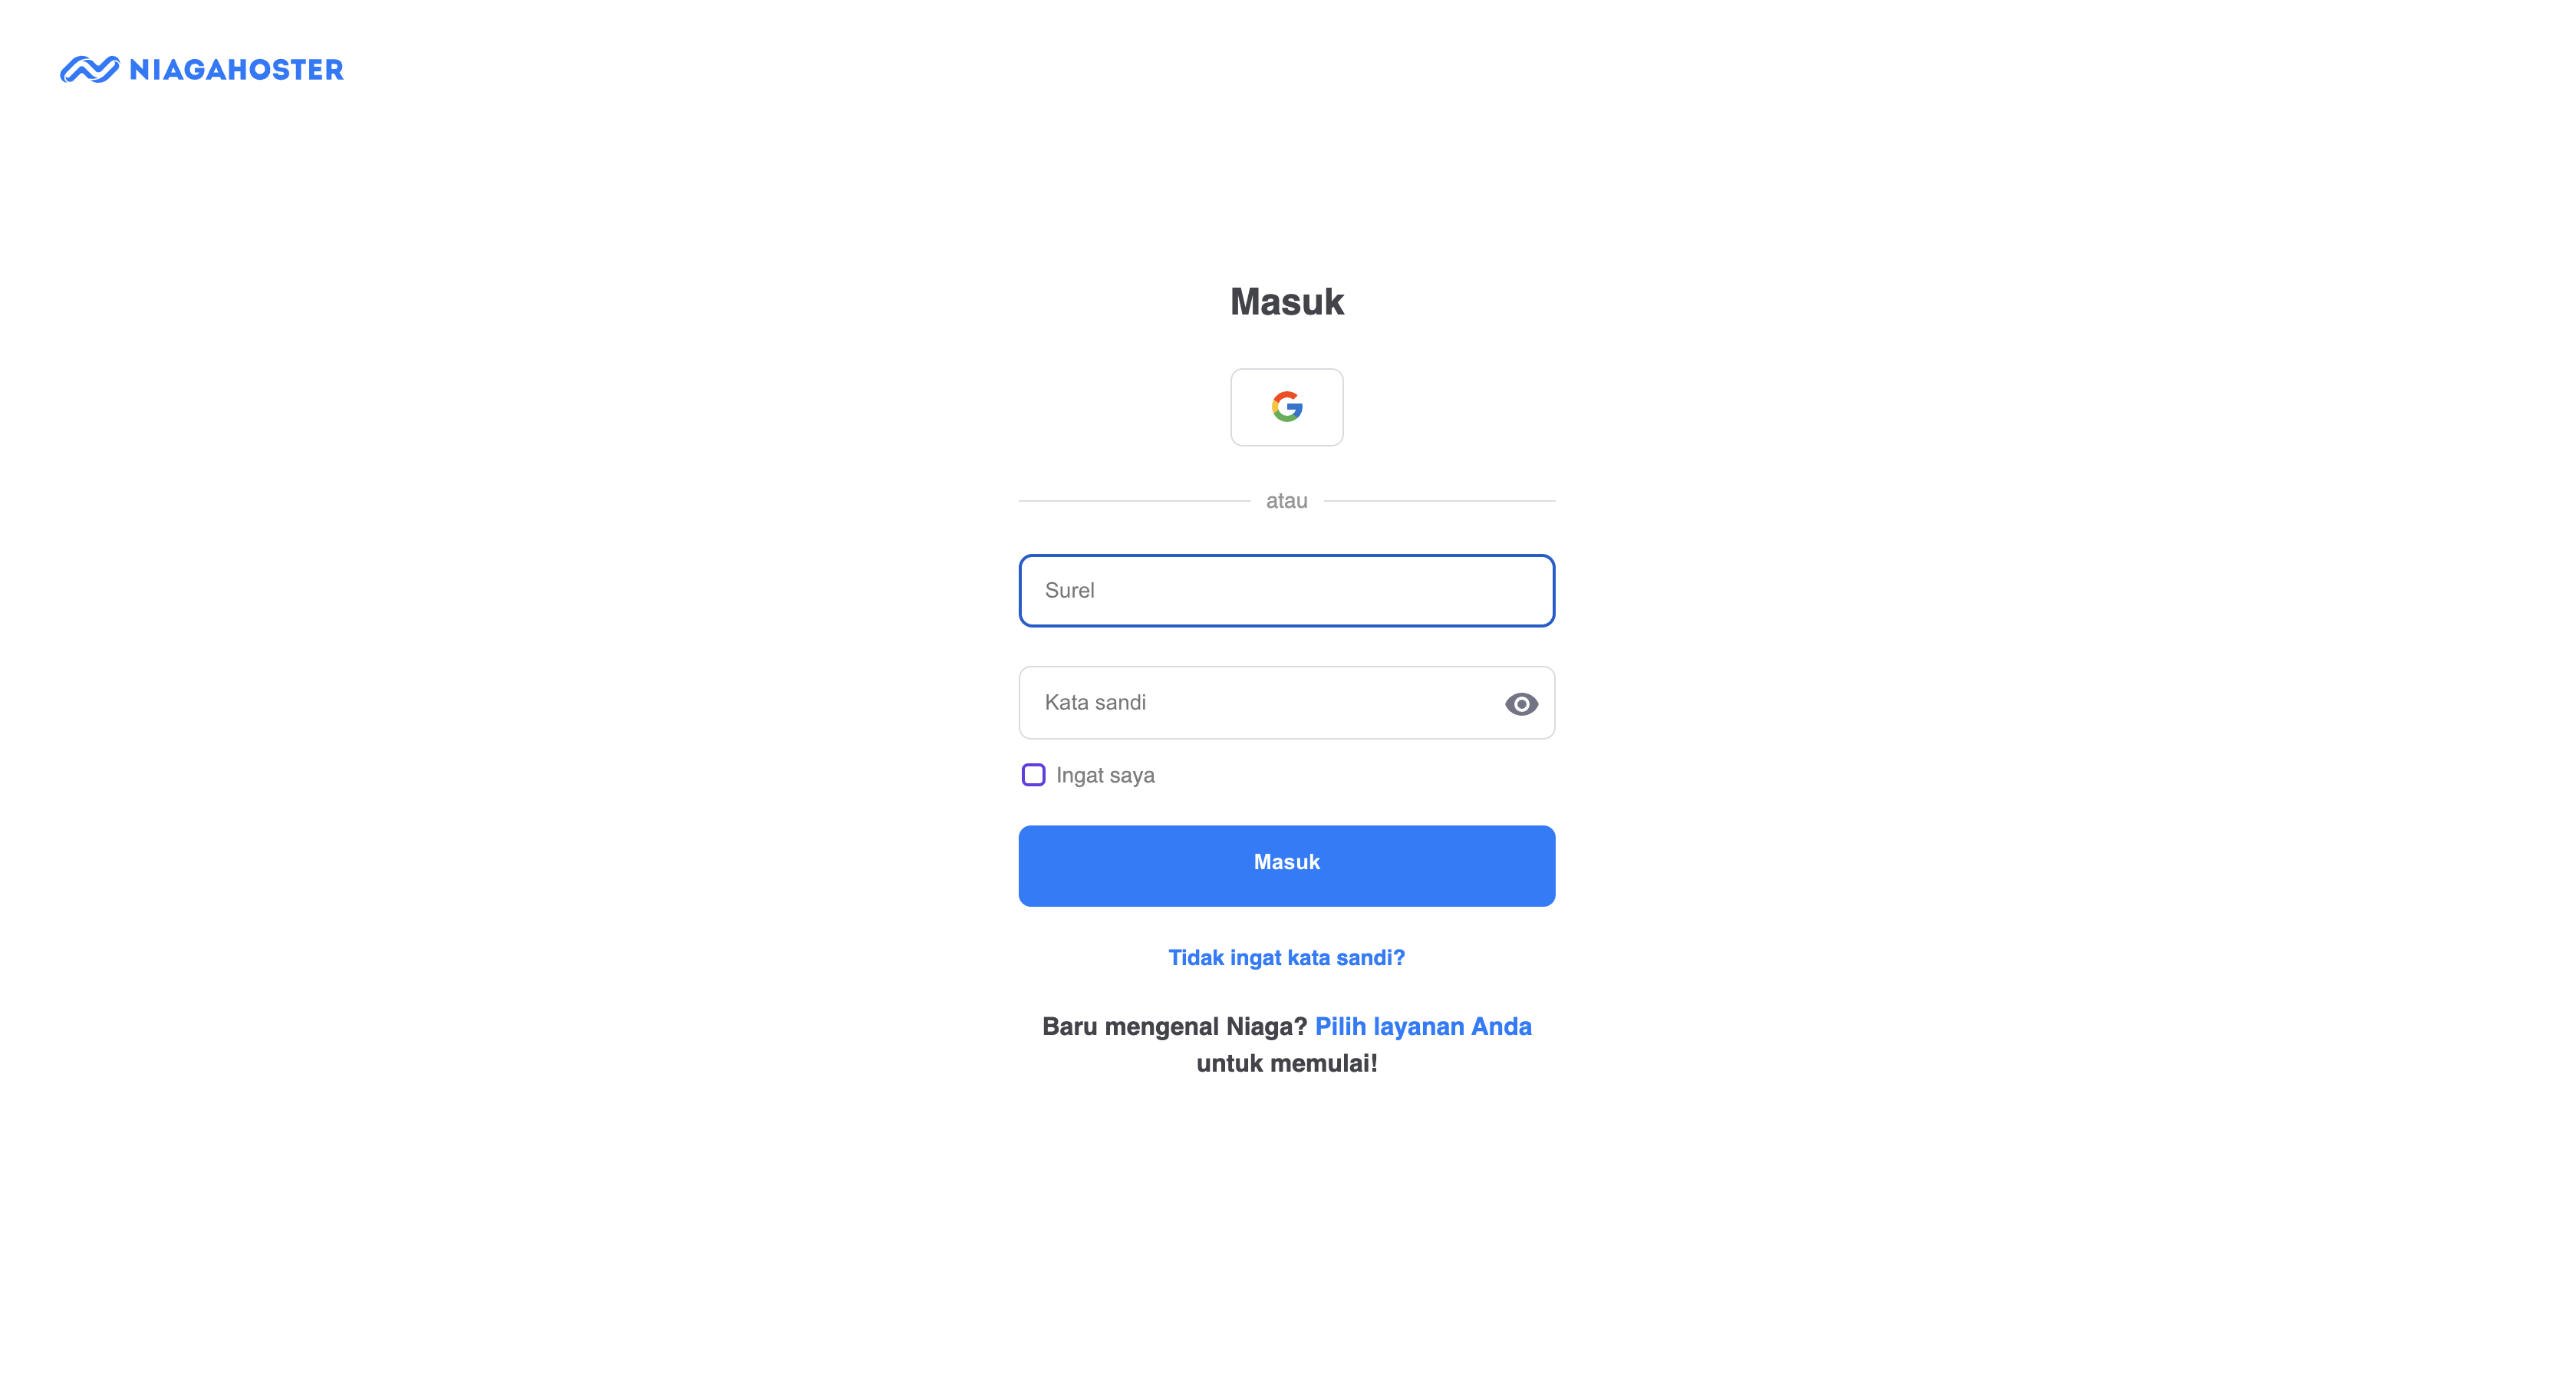 NIAGAHOSTER
Masuk
atau
Surel
Kata sandi
Ingat saya
Masuk
Tidak ingat kata sandi?
Baru mengenal Niaga? Pilih layanan Anda
untuk memulai!